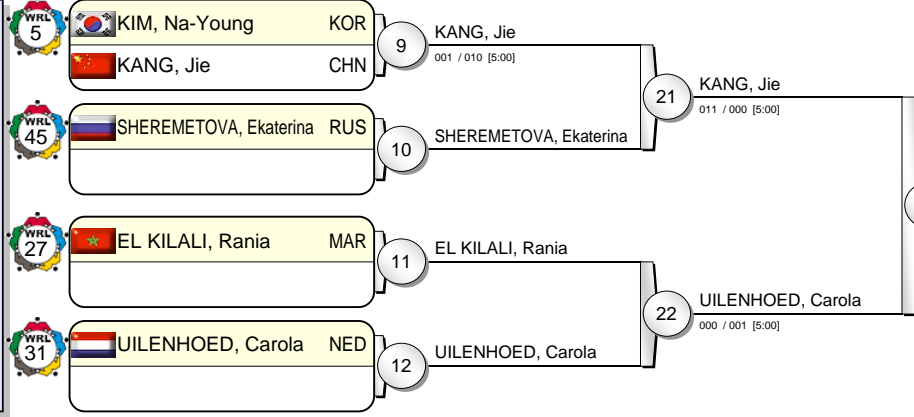 WRL
5
KIM, Na-Young KOR
KANG, Jie CHN
9
KANG, Jie
001 / 010 [5:00]
21
KANG, Jie
011 / 000 [5:00]
WRL
45
SHEREMETOVA, Ekaterina RUS
10
SHEREMETOVA, Ekaterina
WRL
27
EL KILALI, Rania MAR
11
EL KILALI, Rania
22
UILENHOED, Carola
000 / 001 [5:00]
WRL
31
UILENHOED, Carola NED
12
UILENHOED, Carola